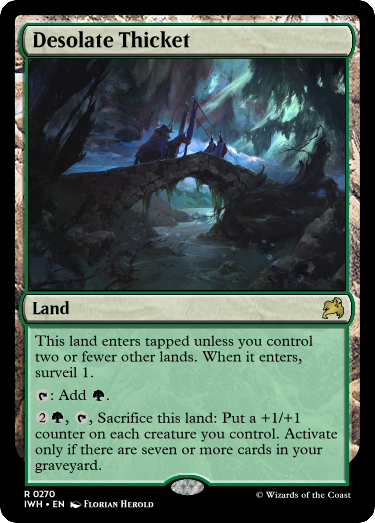 Desolate Thicket
Land
This land enters tapped unless you control
two or fewer other lands. When it enters,
surveil 1.
: Add .
2 , , Sacrifice this land: Put a +1/+1
counter on each creature you control. Activate
only if there are seven or more cards in your
graveyard.
R 0270
IWH • EN Florian Herold
© Wizards of the Coast